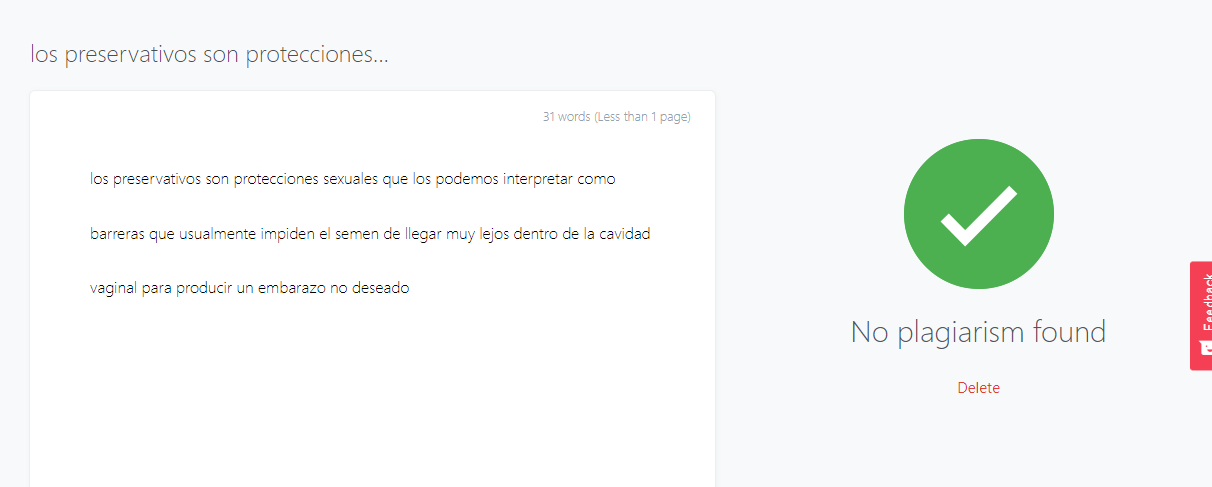 los preservativos son protecciones...
31 words (Less than 1 page)
los preservativos son protecciones sexuales que los podemos interpretar como
barreras que usualmente impiden el semen de llegar muy lejos dentro de la cavidad
vaginal para producir un embarazo no deseado
No plagiarism found
Delete
Feedback